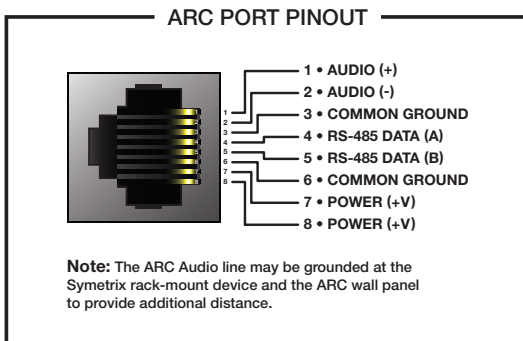 ARC PORT PINOUT
1
2
3
4
5
6
7
8
1 • AUDIO (+)
2 • AUDIO (-)
3 • COMMON GROUND
4 • RS-485 DATA (A)
5 • RS-485 DATA (B)
6 • COMMON GROUND
7 • POWER (+V)
8 • POWER (+V)
Note: The ARC Audio line may be grounded at the
Symetrix rack-mount device and the ARC wall panel
to provide additional distance.